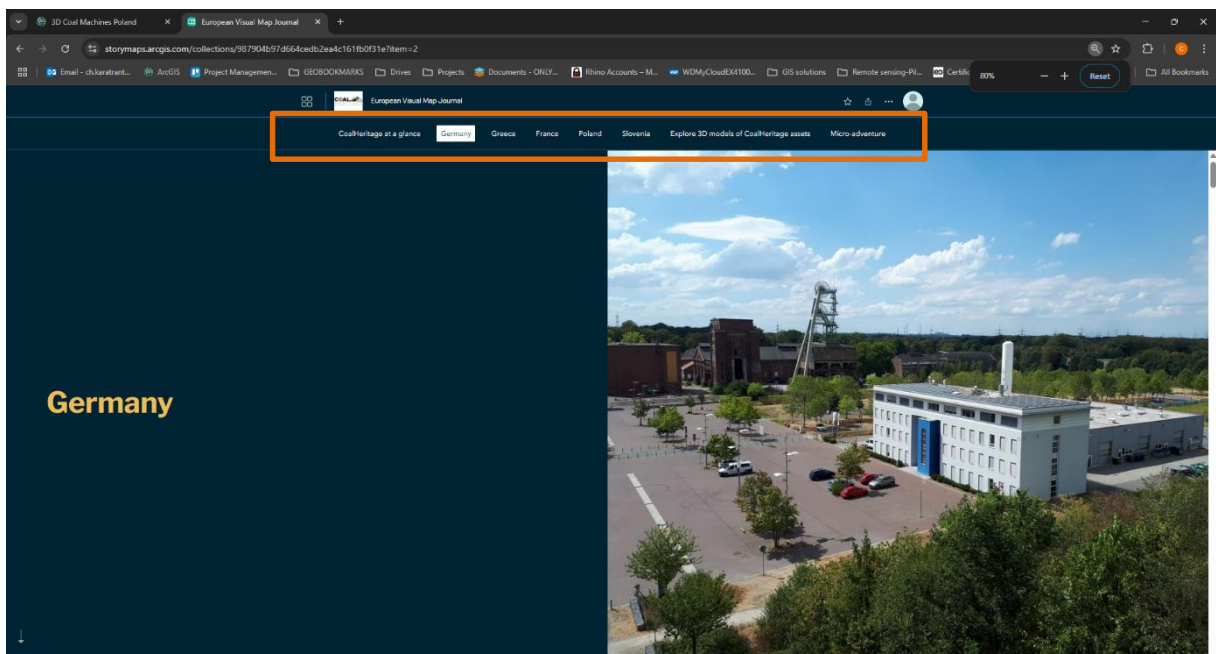 3D Coal Machines Poland
European Visual Map Journal
storymaps.arcgis.com/collections/987904b97d664cedb2ea4c161fb0f31e?item=2
Email - ch.karatrant... ArcGIS Project Managemen... GEOBOOKMARKS Drives Projects Documents - ONLY... Rhino Accounts – M... WDMyCloudEX4100... GIS solutions Remote sensing-Pil... Certific All Bookmarks
80% Reset
COAL European Visual Map Journal
CoalHeritage at a glance Germany Greece France Poland Slovenia Explore 3D models of CoalHeritage assets Micro-adventure
Germany